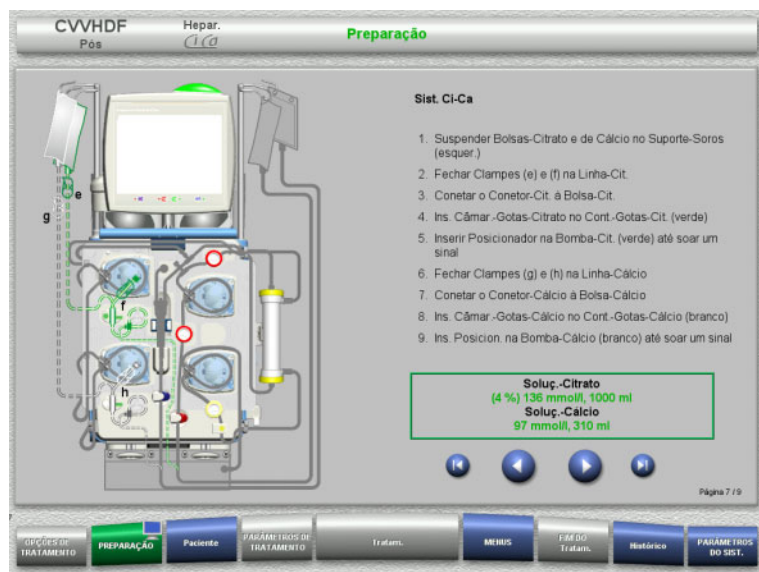 CVVHDF
Pós
Hepar.
Ci Ca
Preparação
Sist. Ci-Ca
1. Suspender Bolsas-Citrato e de Cálcio no Suporte-Soros
(esquer.)
2. Fechar Clampes (e) e (f) na Linha-Cit.
3. Conetar o Conetor-Cit. à Bolsa-Cit.
4. Ins. Câmar.-Gotas-Citrato no Cont.-Gotas-Cit. (verde)
5. Inserir Posicionador na Bomba-Cit. (verde) até soar um
sinal
6. Fechar Clampes (g) e (h) na Linha-Cálcio
7. Conetar o Conetor-Cálcio à Bolsa-Cálcio
8. Ins. Câmar.-Gotas-Cálcio no Cont.-Gotas-Cálcio (branco)
9. Ins. Posicion. na Bomba-Cálcio (branco) até soar um sinal
e
g
f
h
Soluç.-Citrato
(4 %) 136 mmol/l, 1000 ml
Soluç.-Cálcio
97 mmol/l, 310 ml
Página 7 / 9
OPÇÕES DE
TRATAMENTO
PREPARAÇÃO
Paciente
PARÂMETROS DE
TRATAMENTO
Tratam.
MENUS
FIM DO
Tratam.
Histórico
PARÂMETROS
DO SIST.